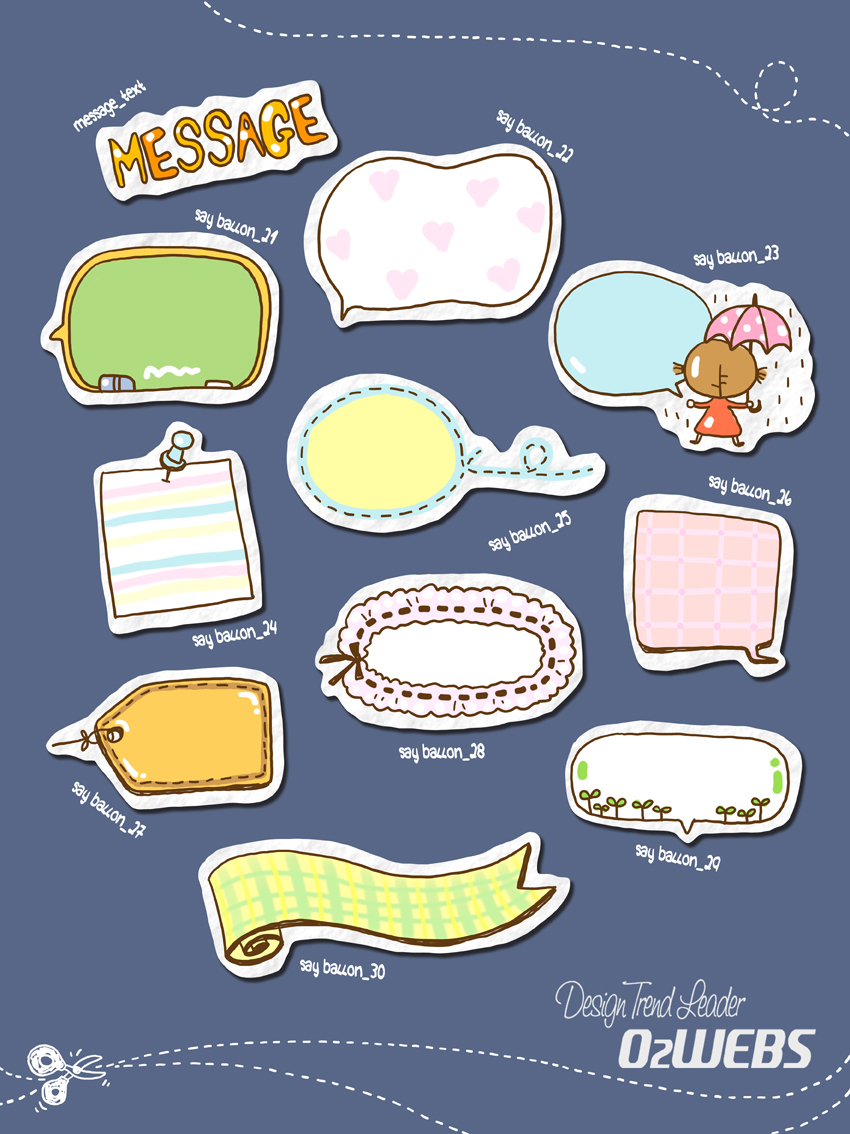 message_text
MESSAGE
say ballon_22
say ballon_21
say ballon_23
say ballon_26
say ballon_25
say ballon_24
say ballon_28
say ballon_27
say ballon_29
say ballon_30
Design Trend Leader
O2WEBS